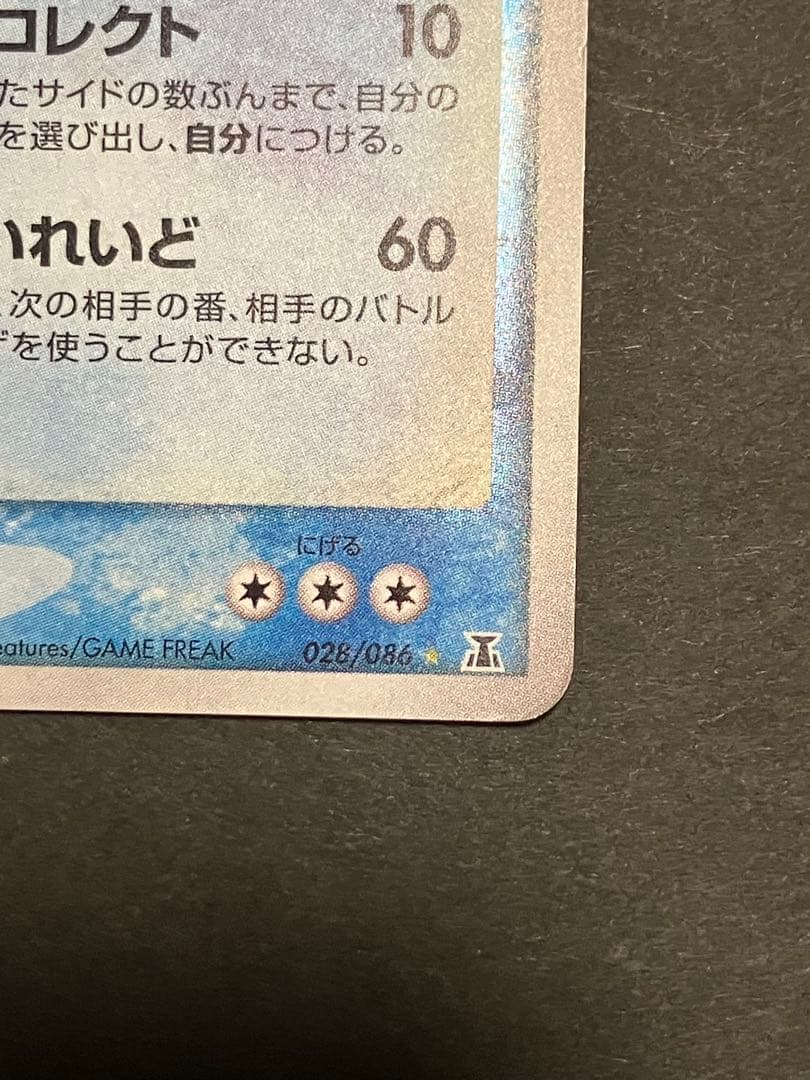 コレクト 10
たサイドの数ぶんまで、自分の
を選び出し、自分につける。
いれいど 60
次の相手の番、相手のバトル
を使うことができない。
にげる
eatures/GAME FREAK 028/086 ★